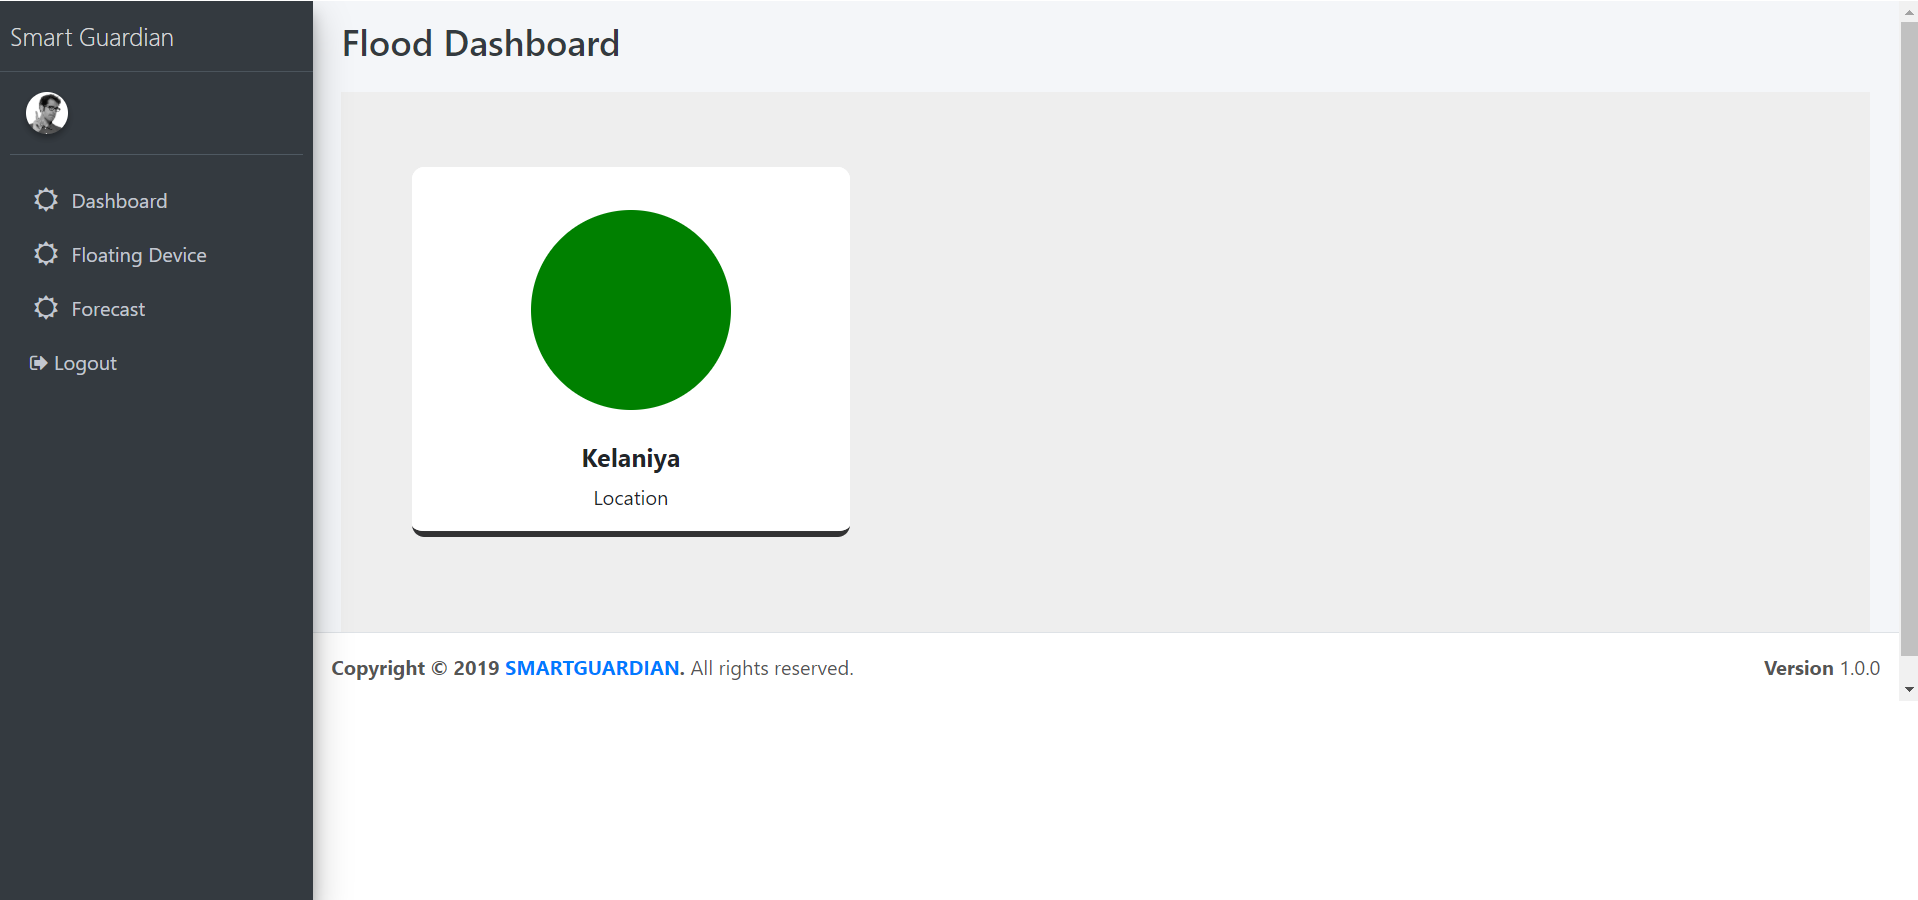 Smart Guardian
Dashboard
Floating Device
Forecast
Logout
Flood Dashboard
Kelaniya
Location
Copyright © 2019 SMARTGUARDIAN. All rights reserved.
Version 1.0.0